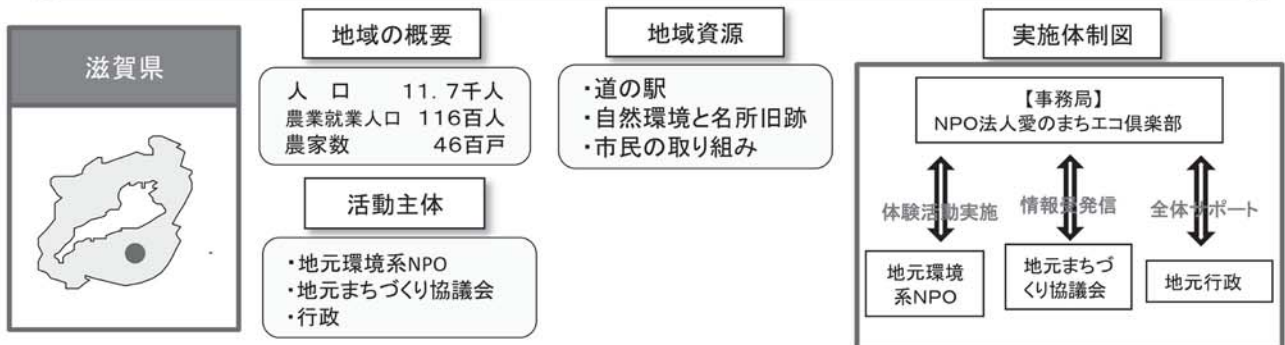 滋賀県
地域の概要
人 口 11. 7千人
農業就業人口 116百人
農家数 46百戸
活動主体
・地元環境系NPO
・地元まちづくり協議会
・行政
地域資源
・道の駅
・自然環境と名所旧跡
・市民の取り組み
実施体制図
【事務局】
NPO法人愛のまちエコ倶楽部
体験活動実施
情報受発信
全体サポート
地元環境
系NPO
地元まちづ
くり協議会
地元行政